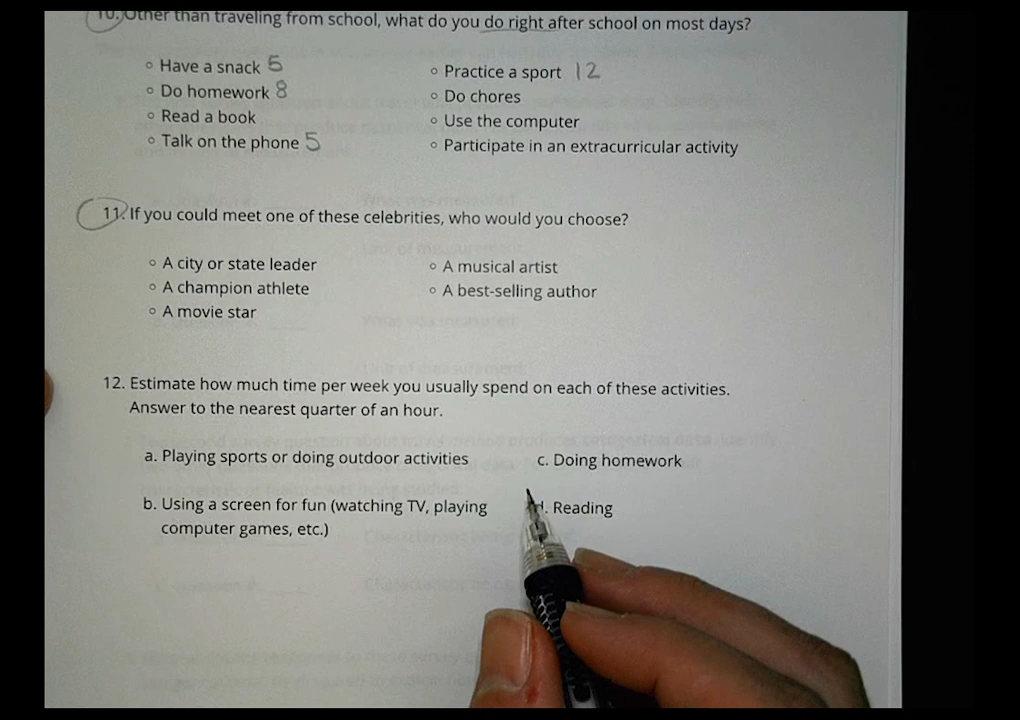 10. Other than traveling from school, what do you do right after school on most days?
◦ Have a snack 5
◦ Do homework 8
◦ Read a book
◦ Talk on the phone 5
◦ Practice a sport 12
◦ Do chores
◦ Use the computer
◦ Participate in an extracurricular activity
11. If you could meet one of these celebrities, who would you choose?
◦ A city or state leader
◦ A champion athlete
◦ A movie star
◦ A musical artist
◦ A best-selling author
12. Estimate how much time per week you usually spend on each of these activities.
Answer to the nearest quarter of an hour.
a. Playing sports or doing outdoor activities
b. Using a screen for fun (watching TV, playing
computer games, etc.)
c. Doing homework
d. Reading